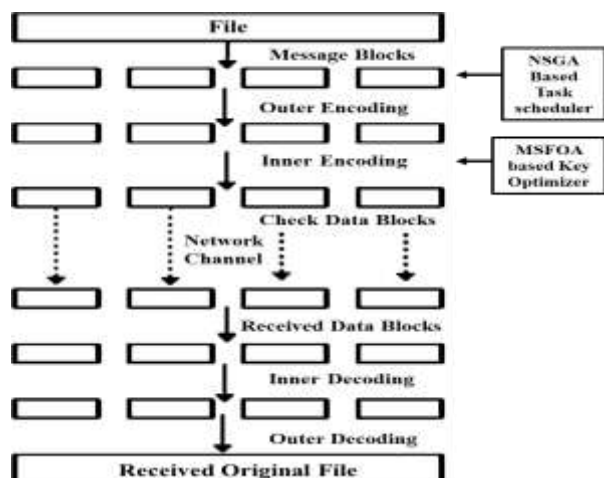 File
Message Blocks
NSGA
Based
Task
scheduler
Outer Encoding
Inner Encoding
MSFOA
based Key
Optimizer
Check Data Blocks
Network
Channel
Received Data Blocks
Inner Decoding
Outer Decoding
Received Original File